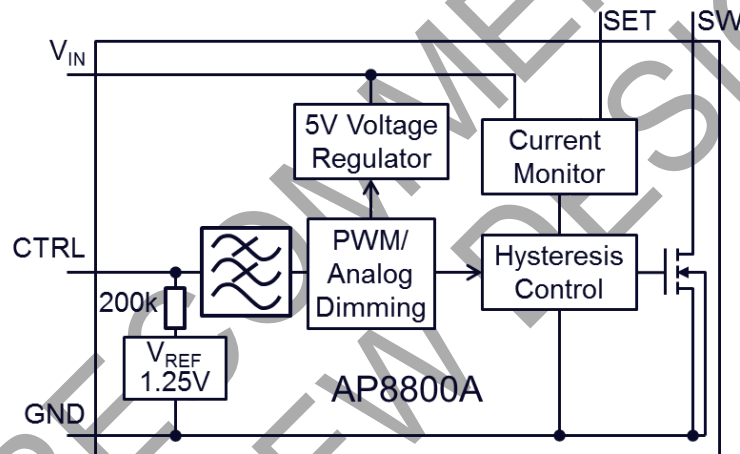 SET
SW
VIN
5V Voltage
Regulator
Current
Monitor
CTRL
PWM/
Analog
Dimming
Hysteresis
Control
200k
VREF
1.25V
AP8800A
GND